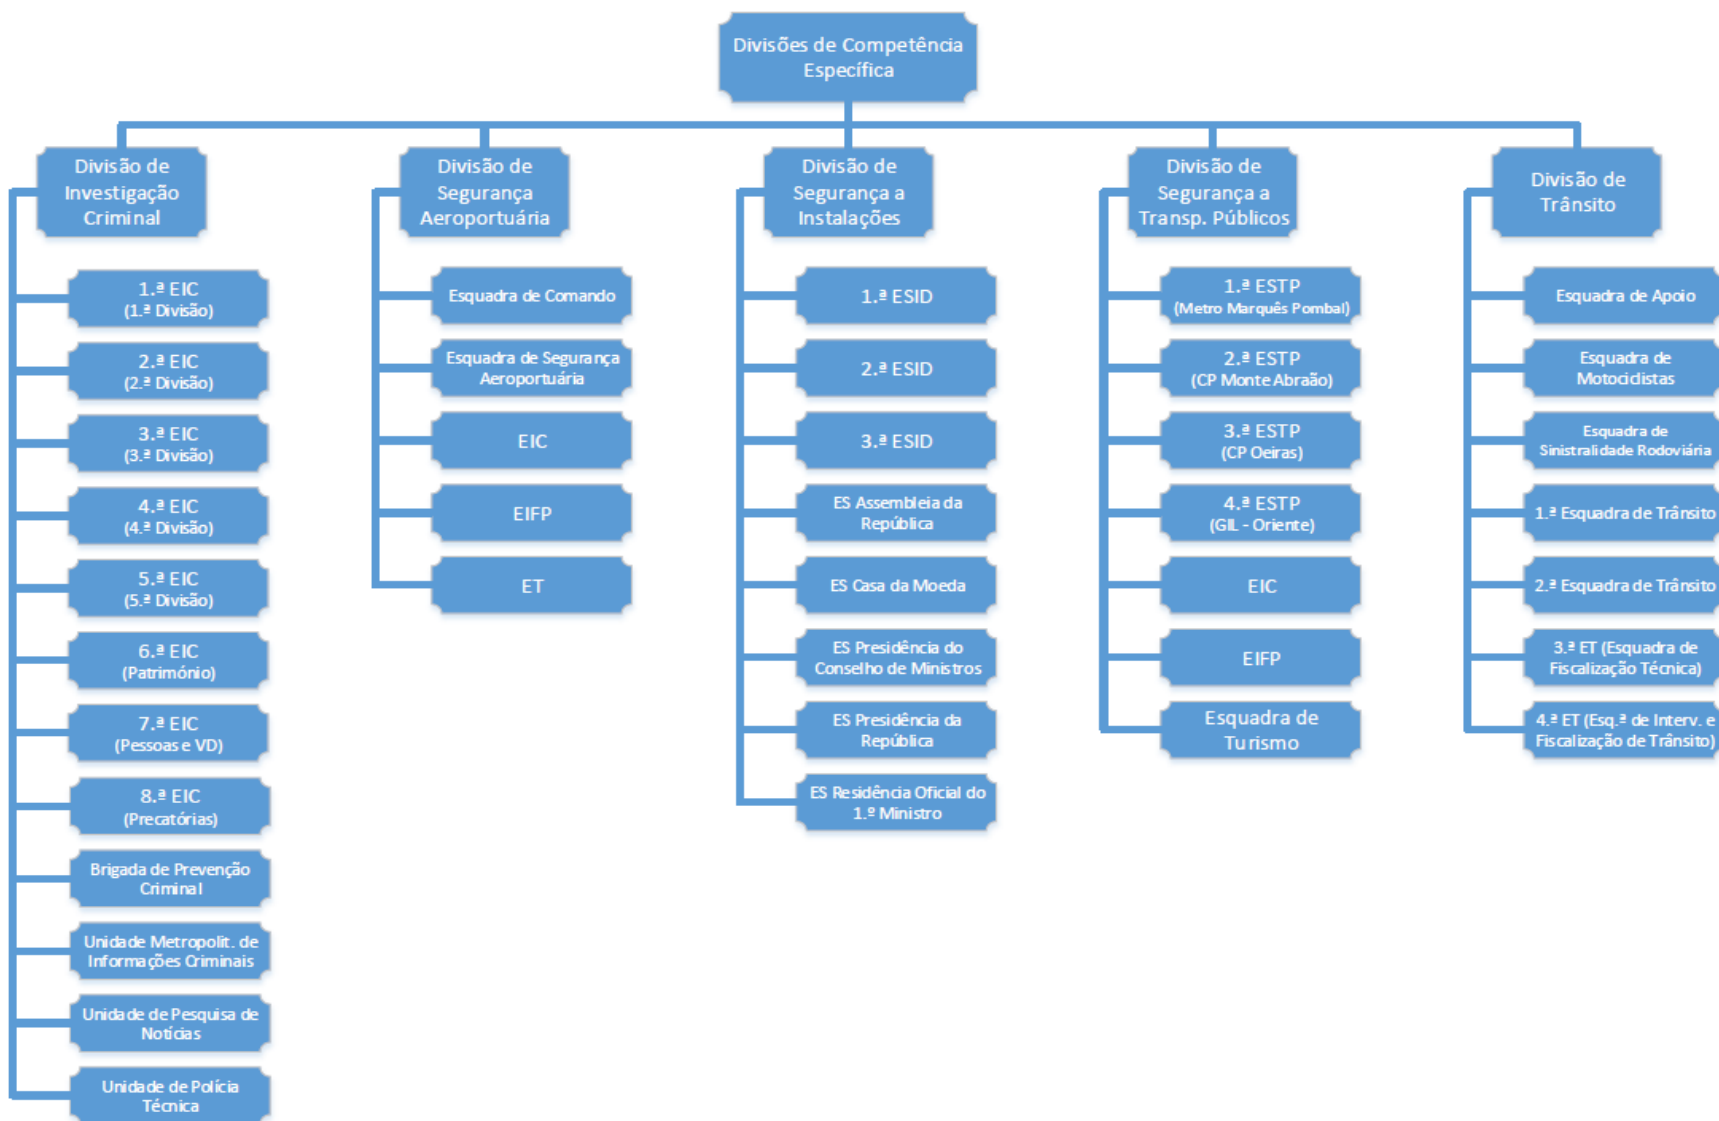 Divisões de Competência
Específica
Divisão de
Investigação
Criminal
1.ª EIC
(1.ª Divisão)
2.ª EIC
(2.ª Divisão)
3.ª EIC
(3.ª Divisão)
4.ª EIC
(4.ª Divisão)
5.ª EIC
(5.ª Divisão)
6.ª EIC
(Património)
7.ª EIC
(Pessoas e VD)
8.ª EIC
(Precatórias)
Brigada de Prevenção
Criminal
Unidade Metropolit. de
Informações Criminais
Unidade de Pesquisa de
Notícias
Unidade de Polícia
Técnica
Divisão de
Segurança
Aeroportuária
Esquadra de Comando
Esquadra de Segurança
Aeroportuária
EIC
EIFP
ET
Divisão de
Segurança a
Instalações
1.ª ESID
2.ª ESID
3.ª ESID
ES Assembleia da
República
ES Casa da Moeda
ES Presidência do
Conselho de Ministros
ES Presidência da
República
ES Residência Oficial do
1.º Ministro
Divisão de
Segurança a
Transp. Públicos
1.ª ESTP
(Metro Marquês Pombal)
2.ª ESTP
(CP Monte Abraão)
3.ª ESTP
(CP Oeiras)
4.ª ESTP
(GIL - Oriente)
EIC
EIFP
Esquadra de
Turismo
Divisão de
Trânsito
Esquadra de Apoio
Esquadra de
Motociclistas
Esquadra de
Sinistralidade Rodoviária
1.ª Esquadra de Trânsito
2.ª Esquadra de Trânsito
3.ª ET (Esquadra de
Fiscalização Técnica)
4.ª ET (Esq.ª de Interv. e
Fiscalização de Trânsito)